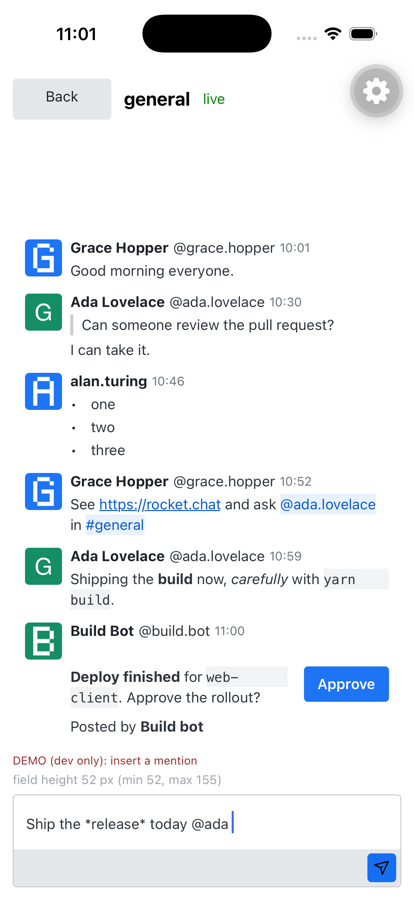 11:01
Back
general live
G
Grace Hopper @grace.hopper 10:01
Good morning everyone.
G
Ada Lovelace @ada.lovelace 10:30
Can someone review the pull request?
I can take it.
A
alan.turing 10:46
• one
• two
• three
G
Grace Hopper @grace.hopper 10:52
See https://rocket.chat and ask @ada.lovelace
in #general
G
Ada Lovelace @ada.lovelace 10:59
Shipping the build now, carefully with yarn
build.
B
Build Bot @build.bot 11:00
Deploy finished for web-
client. Approve the rollout?
Approve
Posted by Build bot
DEMO (dev only): insert a mention
field height 52 px (min 52, max 155)
Ship the *release* today @ada